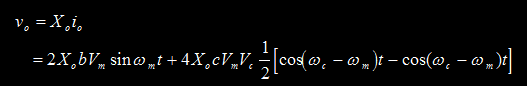 v_o = X_o i_o
= 2X_o bV_m sin ω_m t + 4X_o cV_m V_c 1/2 [cos(ω_c − ω_m)t − cos(ω_c − ω_m)t]